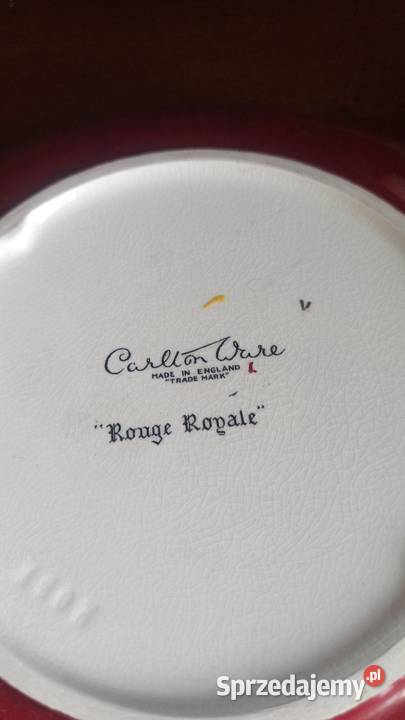 Carlton Ware
MADE IN ENGLAND
"TRADE MARK"
"Rouge Royale"
Sprzedajemy.pl